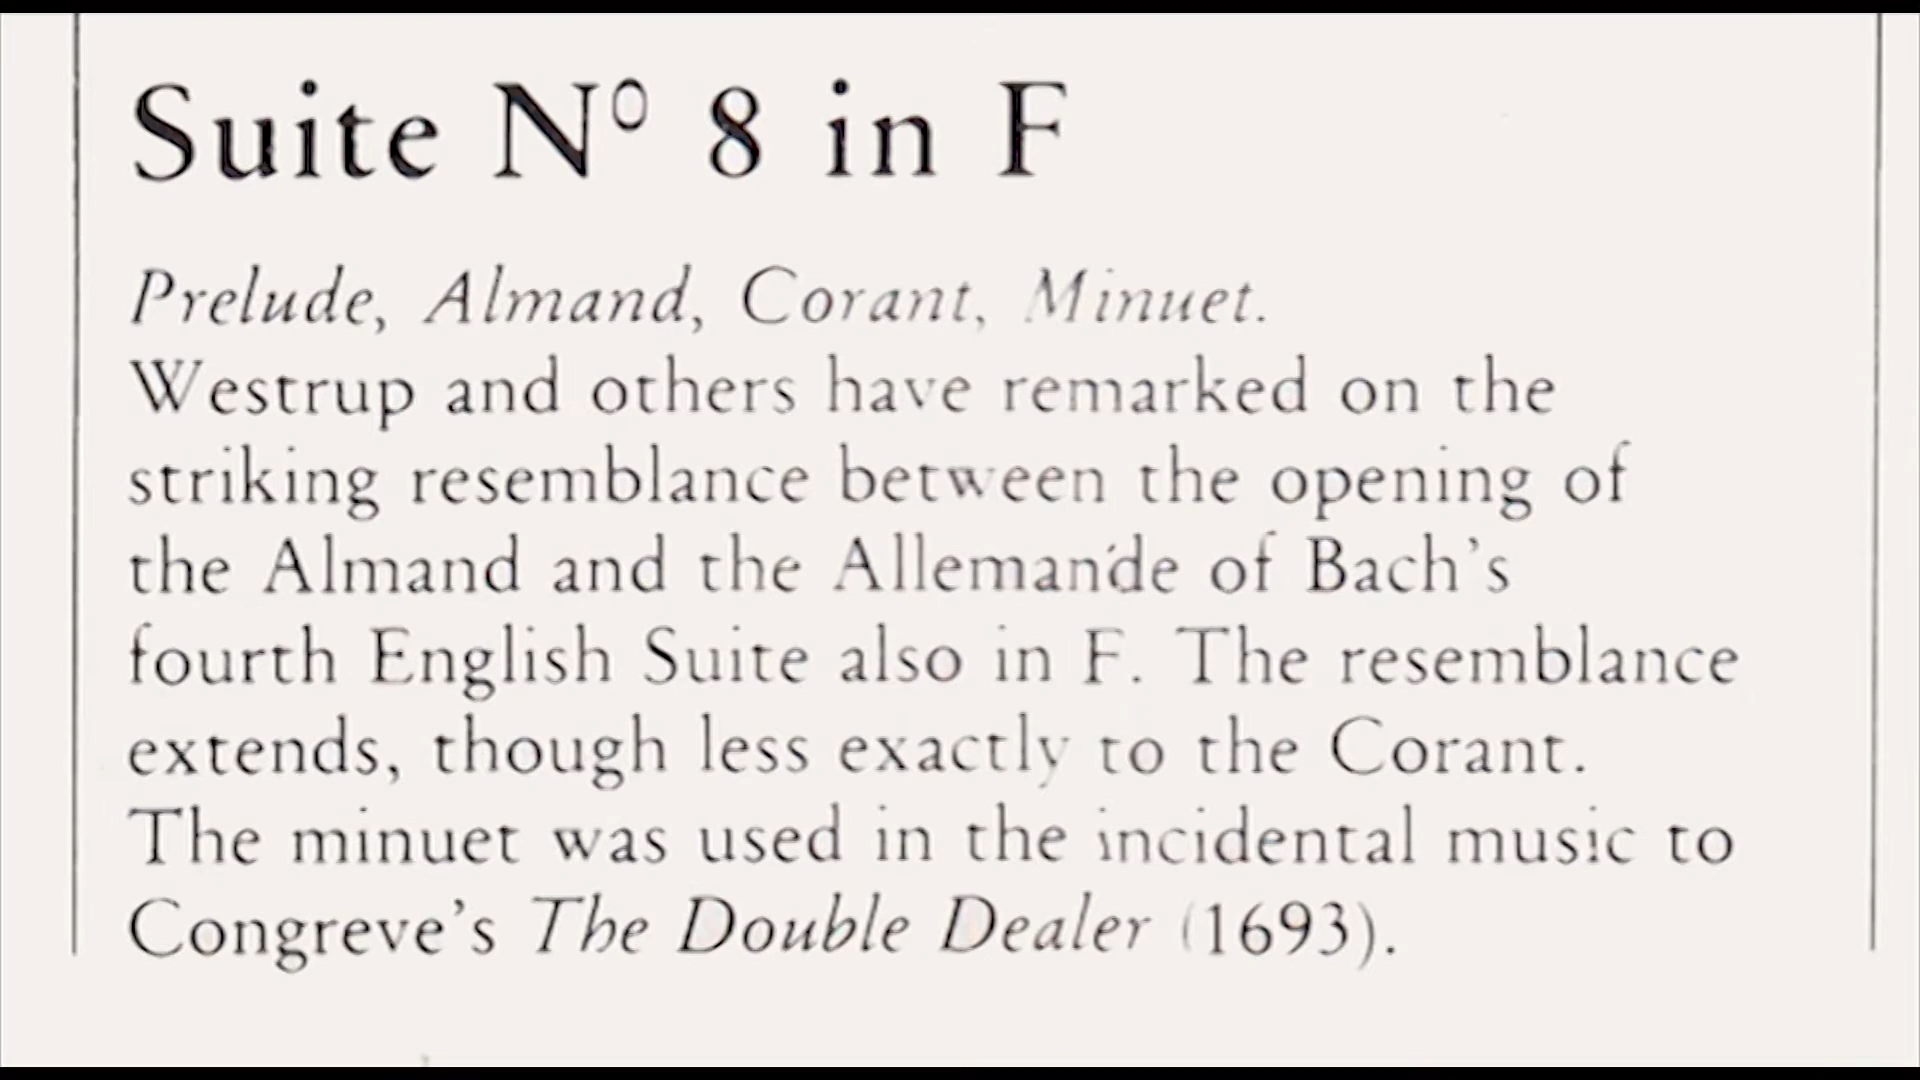 Suite Nº 8 in F
Prelude, Almand, Corant, Minuet.
Westrup and others have remarked on the
striking resemblance between the opening of
the Almand and the Allemande of Bach's
fourth English Suite also in F. The resemblance
extends, though less exactly to the Corant.
The minuet was used in the incidental music to
Congreve's The Double Dealer (1693).